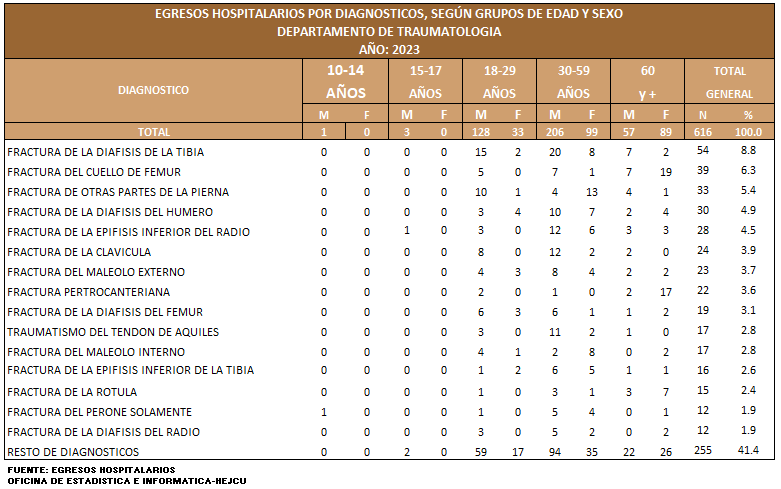 EGRESOS HOSPITALARIOS POR DIAGNOSTICOS, SEGÚN GRUPOS DE EDAD Y SEXO
DEPARTAMENTO DE TRAUMATOLOGIA
AÑO: 2023
DIAGNOSTICO 10-14 AÑOS 15-17 AÑOS 18-29 AÑOS 30-59 AÑOS 60 y + TOTAL GENERAL
M F M F M F M F M F N %
TOTAL 1 0 3 0 128 33 206 99 57 89 616 100.0
FRACTURA DE LA DIAFISIS DE LA TIBIA 0 0 0 0 15 2 20 8 7 2 54 8.8
FRACTURA DEL CUELLO DE FEMUR 0 0 0 0 5 0 7 1 7 19 39 6.3
FRACTURA DE OTRAS PARTES DE LA PIERNA 0 0 0 0 10 1 4 13 4 1 33 5.4
FRACTURA DE LA DIAFISIS DEL HUMERO 0 0 0 0 3 4 10 7 2 4 30 4.9
FRACTURA DE LA EPIFISIS INFERIOR DEL RADIO 0 0 1 0 3 0 12 6 3 3 28 4.5
FRACTURA DE LA CLAVICULA 0 0 0 0 8 0 12 2 2 0 24 3.9
FRACTURA DEL MALEOLO EXTERNO 0 0 0 0 4 3 8 4 2 2 23 3.7
FRACTURA PERTROCANTERIANA 0 0 0 0 2 0 1 0 2 17 22 3.6
FRACTURA DE LA DIAFISIS DEL FEMUR 0 0 0 0 6 3 6 1 1 2 19 3.1
TRAUMATISMO DEL TENDON DE AQUILES 0 0 0 0 3 0 11 2 1 0 17 2.8
FRACTURA DEL MALEOLO INTERNO 0 0 0 0 4 1 2 8 0 2 17 2.8
FRACTURA DE LA EPIFISIS INFERIOR DE LA TIBIA 0 0 0 0 1 2 6 5 1 1 16 2.6
FRACTURA DE LA ROTULA 0 0 0 0 1 0 3 1 3 7 15 2.4
FRACTURA DEL PERONE SOLAMENTE 1 0 0 0 1 0 5 4 0 1 12 1.9
FRACTURA DE LA DIAFISIS DEL RADIO 0 0 0 0 3 0 5 2 0 2 12 1.9
RESTO DE DIAGNOSTICOS 0 0 2 0 59 17 94 35 22 26 255 41.4
FUENTE: EGRESOS HOSPITALARIOS
OFICINA DE ESTADISTICA E INFORMATICA-HEJCU